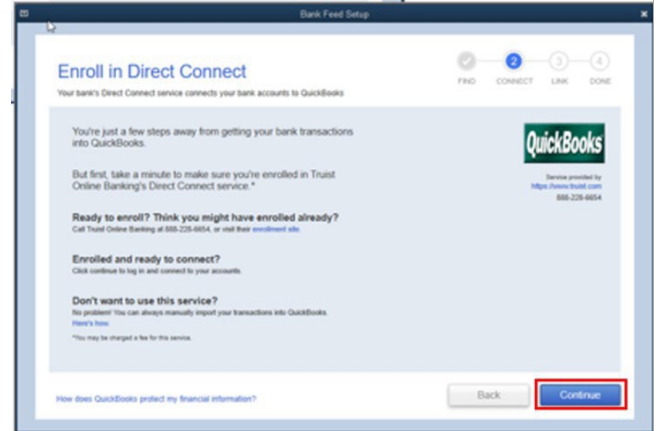 Bank Feed Setup
Enroll in Direct Connect
Your bank's Direct Connect service connects your bank accounts to QuickBooks
2
3
4
FIND
CONNECT
LINK
DONE
You're just a few steps away from getting your bank transactions
into QuickBooks.
But first, take a minute to make sure you're enrolled in Truist
Online Banking's Direct Connect service.*
Ready to enroll? Think you might have enrolled already?
Call Truist Online Banking at 888-228-6654, or visit their enrollment site.
Enrolled and ready to connect?
Click continue to log in and connect to your accounts.
Don't want to use this service?
No problem! You can always manually import your transactions into QuickBooks.
Here's how
*You may be charged a fee for this service.
QuickBooks
Service provided by
https://www.truist.com
888-228-6654
How does QuickBooks protect my financial information?
Back
Continue